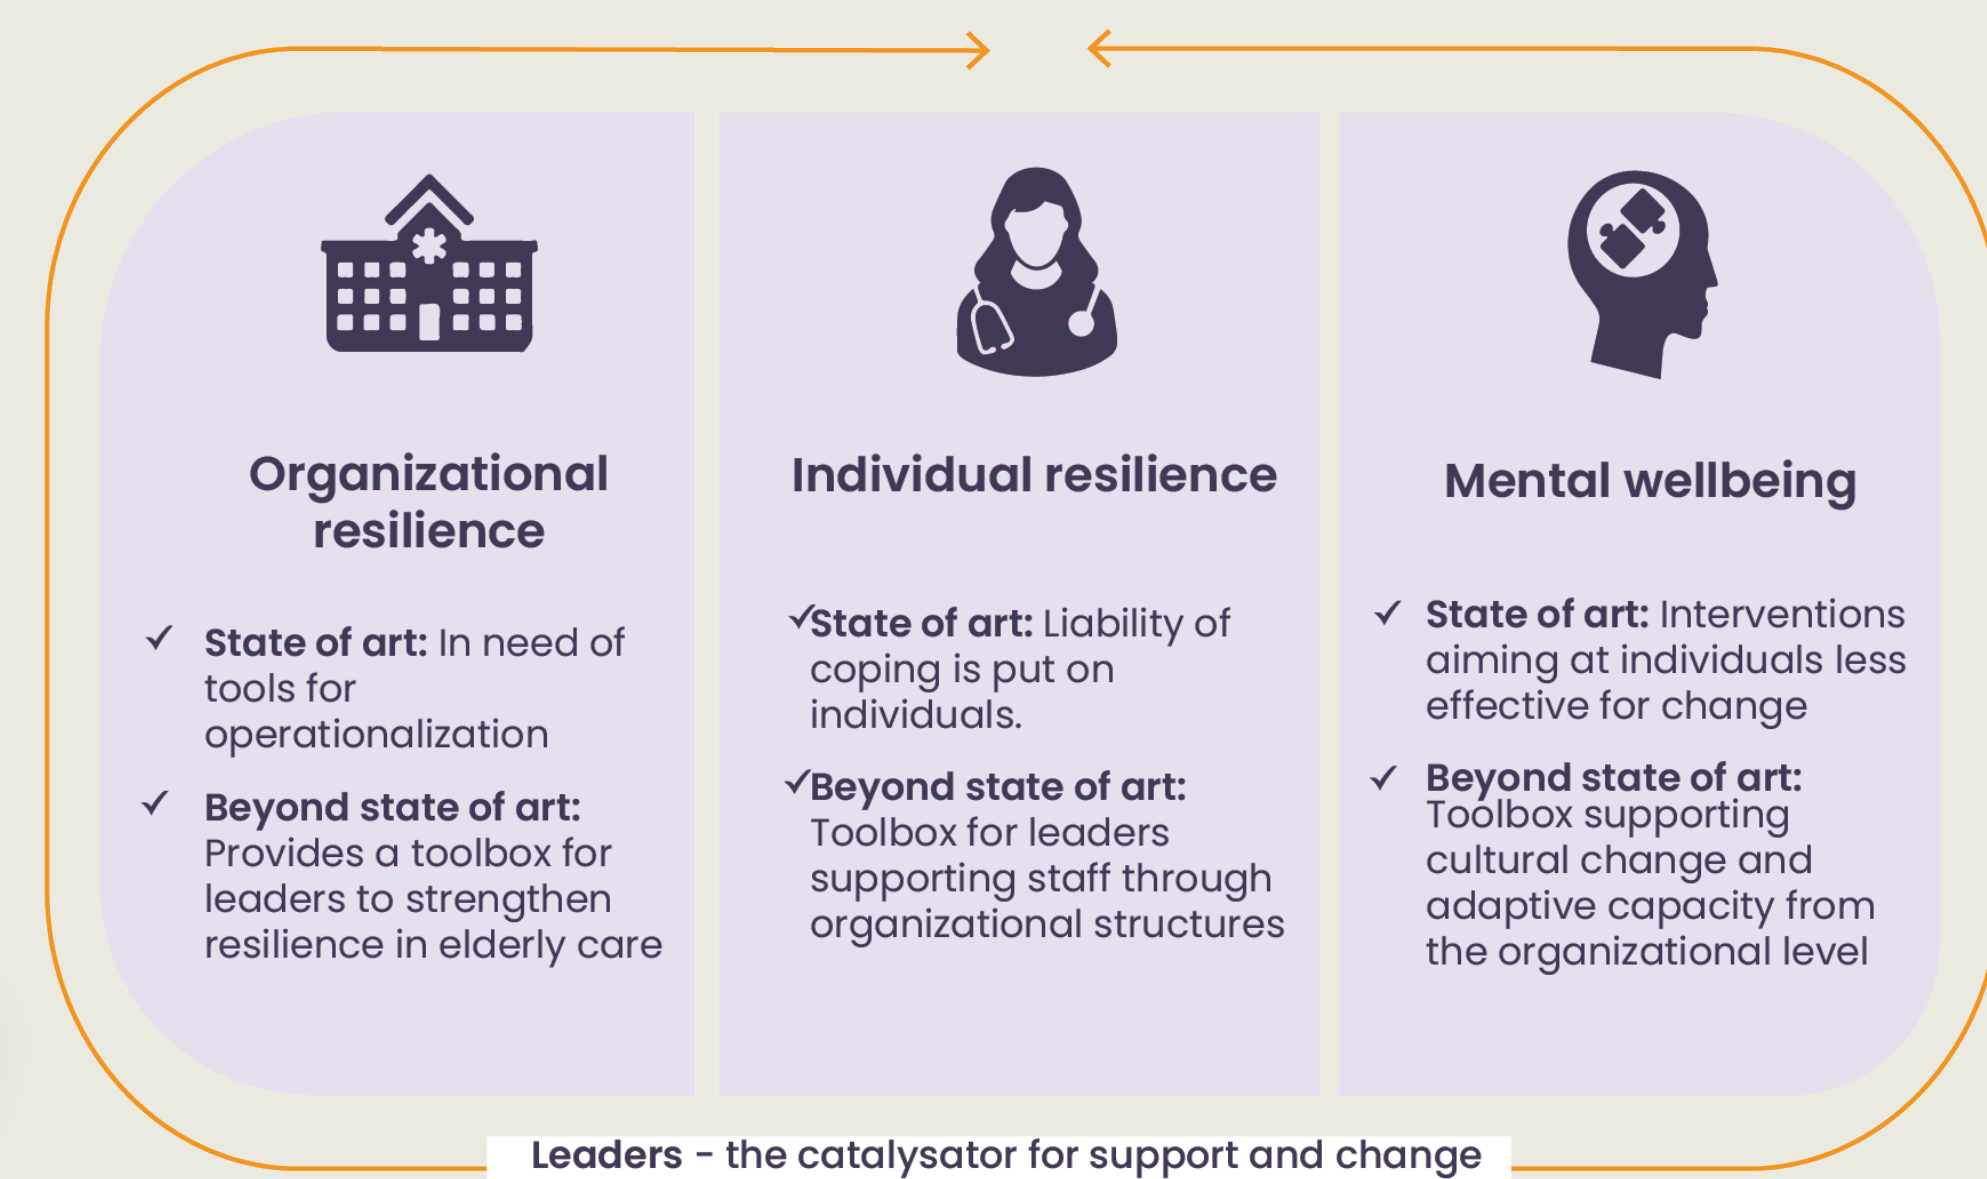 Organizational
resilience
✓ State of art: In need of
tools for
operationalization
✓ Beyond state of art:
Provides a toolbox for
leaders to strengthen
resilience in elderly care
Individual resilience
✓State of art: Liability of
coping is put on
individuals.
✓Beyond state of art:
Toolbox for leaders
supporting staff through
organizational structures
Mental wellbeing
✓ State of art: Interventions
aiming at individuals less
effective for change
✓ Beyond state of art:
Toolbox supporting
cultural change and
adaptive capacity from
the organizational level
Leaders - the catalysator for support and change